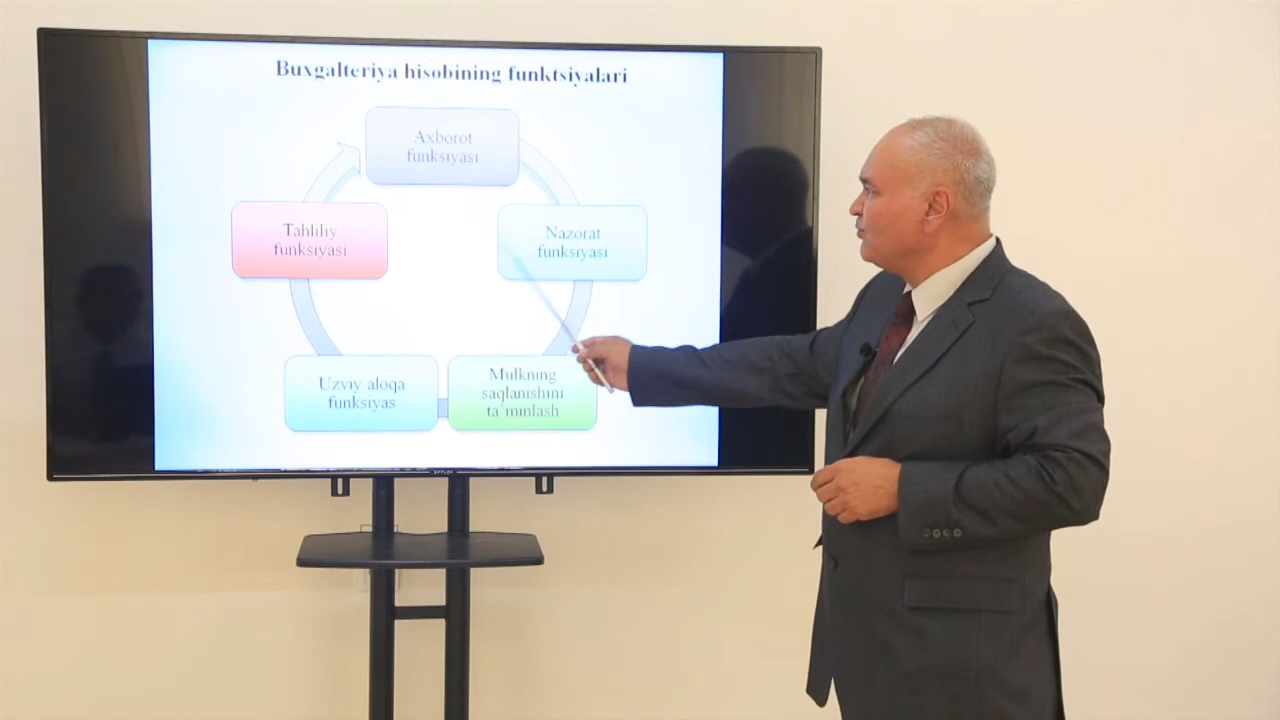 Buxgalteriya hisobining funktsiyalari
Axborot
funksiyasi
Nazorat
funksiyasi
Mulkning
saqlanishini
ta'minlash
Uzviy aloqa
funksiyas
Tahliliy
funksiyasi